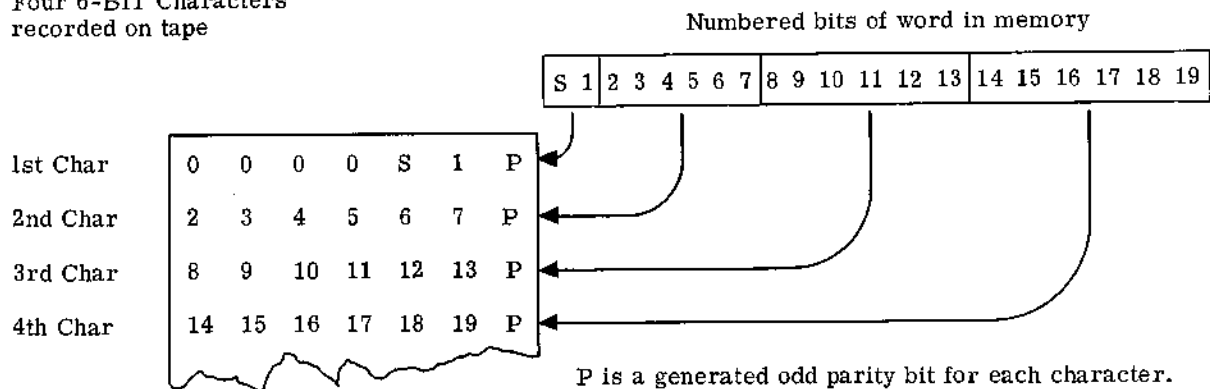 Four 6-BIT Characters
recorded on tape
Numbered bits of word in memory
S 1 2 3 4 5 6 7 8 9 10 11 12 13 14 15 16 17 18 19
1st Char 0 0 0 0 S 1 P
2nd Char 2 3 4 5 6 7 P
3rd Char 8 9 10 11 12 13 P
4th Char 14 15 16 17 18 19 P
P is a generated odd parity bit for each character.